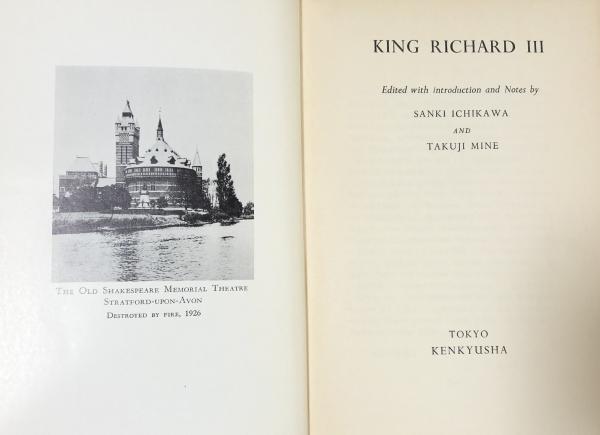 THE OLD SHAKESPEARE MEMORIAL THEATRE
STRATFORD-UPON-AVON
DESTROYED BY FIRE, 1926
KING RICHARD III
Edited with introduction and Notes by
SANKI ICHIKAWA
AND
TAKUJI MINE
TOKYO
KENKYUSHA